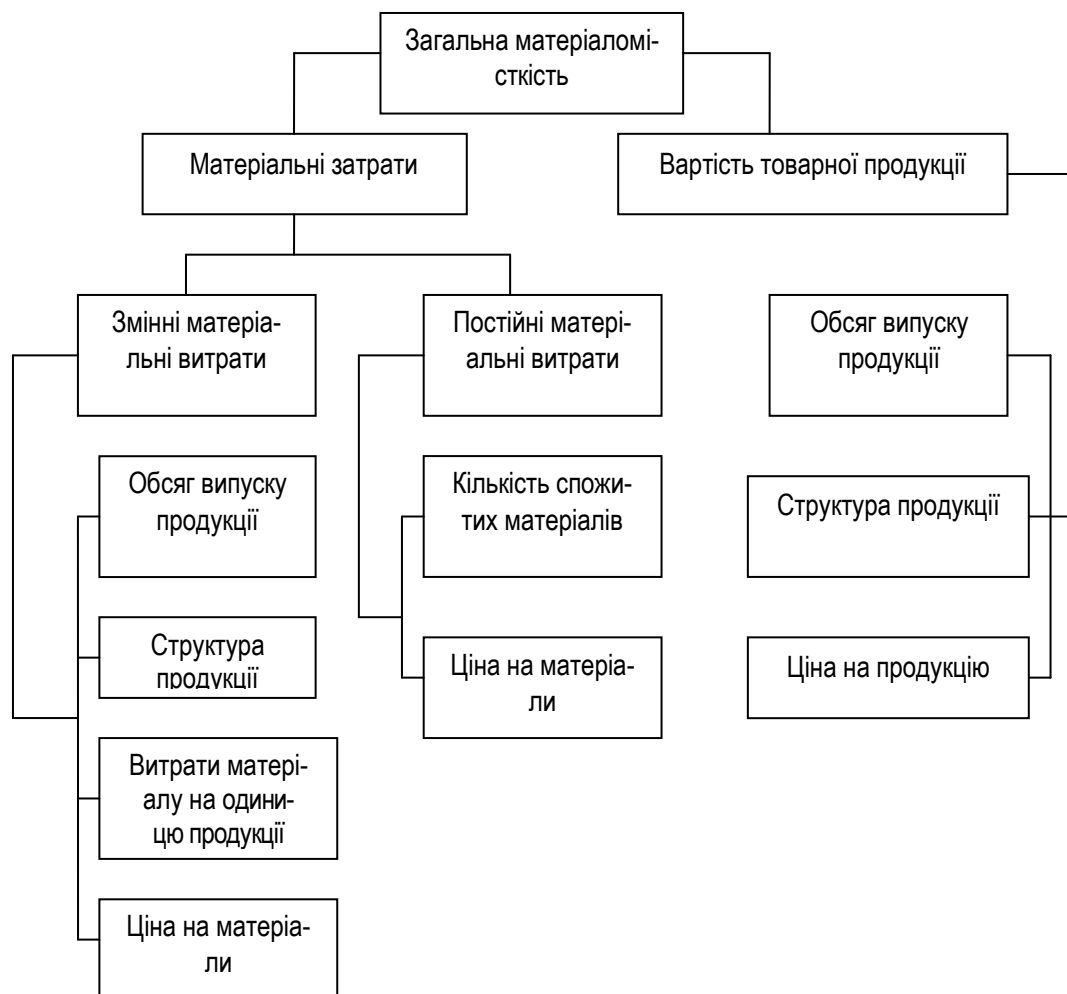 Загальна матеріаломі-
сткість
Матеріальні затрати
Вартість товарної продукції
Змінні матеріа-
льні витрати
Постійні матері-
альні витрати
Обсяг випуску
продукції
Обсяг випуску
продукції
Кількість спожи-
тих матеріалів
Структура продукції
Структура
продукції
Ціна на матеріа-
ли
Ціна на продукцію
Витрати матері-
алу на одини-
цю продукції
Ціна на матеріа-
ли